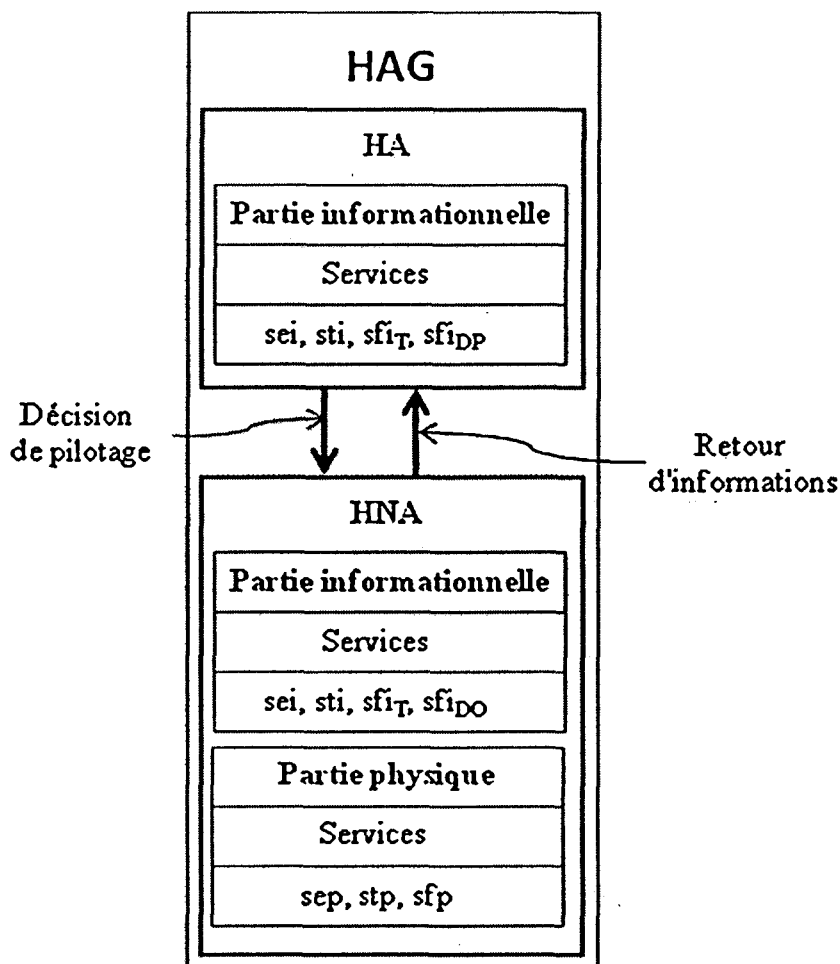 HAG
HA
Partie informationnelle
Services
sei, sti, sfiT, sfiDP
Décision
de pilotage
Retour
d'informations
HNA
Partie informationnelle
Services
sei, sti, sfiT, sfiDO
Partie physique
Services
sep, stp, sfp